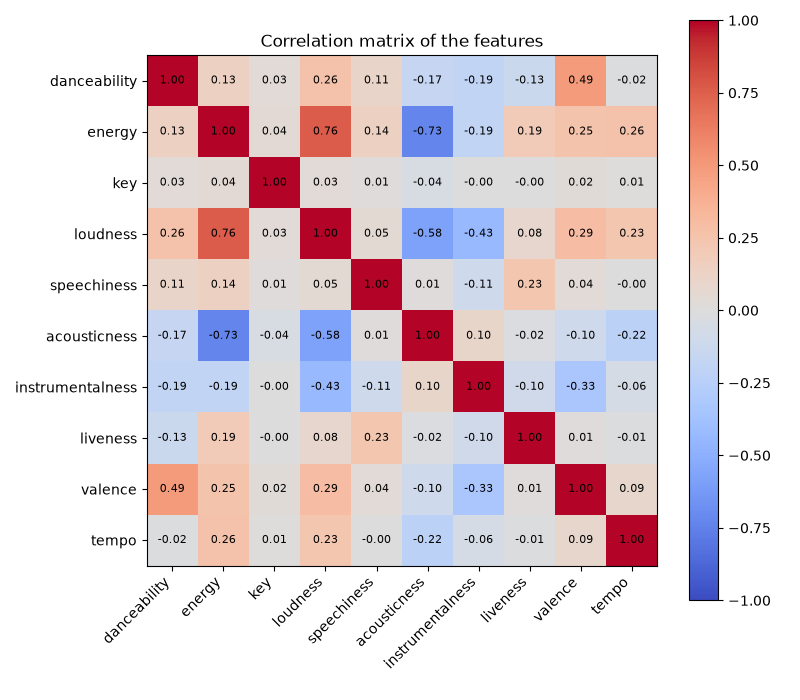 Correlation matrix of the features
danceability 1.00 0.13 0.03 0.26 0.11 -0.17 -0.19 -0.13 0.49 -0.02
energy 0.13 1.00 0.04 0.76 0.14 -0.73 -0.19 0.19 0.25 0.26
key 0.03 0.04 1.00 0.03 0.01 -0.04 -0.00 -0.00 0.02 0.01
loudness 0.26 0.76 0.03 1.00 0.05 -0.58 -0.43 0.08 0.29 0.23
speechiness 0.11 0.14 0.01 0.05 1.00 0.01 -0.11 0.23 0.04 -0.00
acousticness -0.17 -0.73 -0.04 -0.58 0.01 1.00 0.10 -0.02 -0.10 -0.22
instrumentalness -0.19 -0.19 -0.00 -0.43 -0.11 0.10 1.00 -0.10 -0.33 -0.06
liveness -0.13 0.19 -0.00 0.08 0.23 -0.02 -0.10 1.00 0.01 -0.01
valence 0.49 0.25 0.02 0.29 0.04 -0.10 -0.33 0.01 1.00 0.09
tempo -0.02 0.26 0.01 0.23 -0.00 -0.22 -0.06 -0.01 0.09 1.00
danceability energy key loudness speechiness acousticness instrumentalness liveness valence tempo
1.00
0.75
0.50
0.25
0.00
−0.25
−0.50
−0.75
−1.00